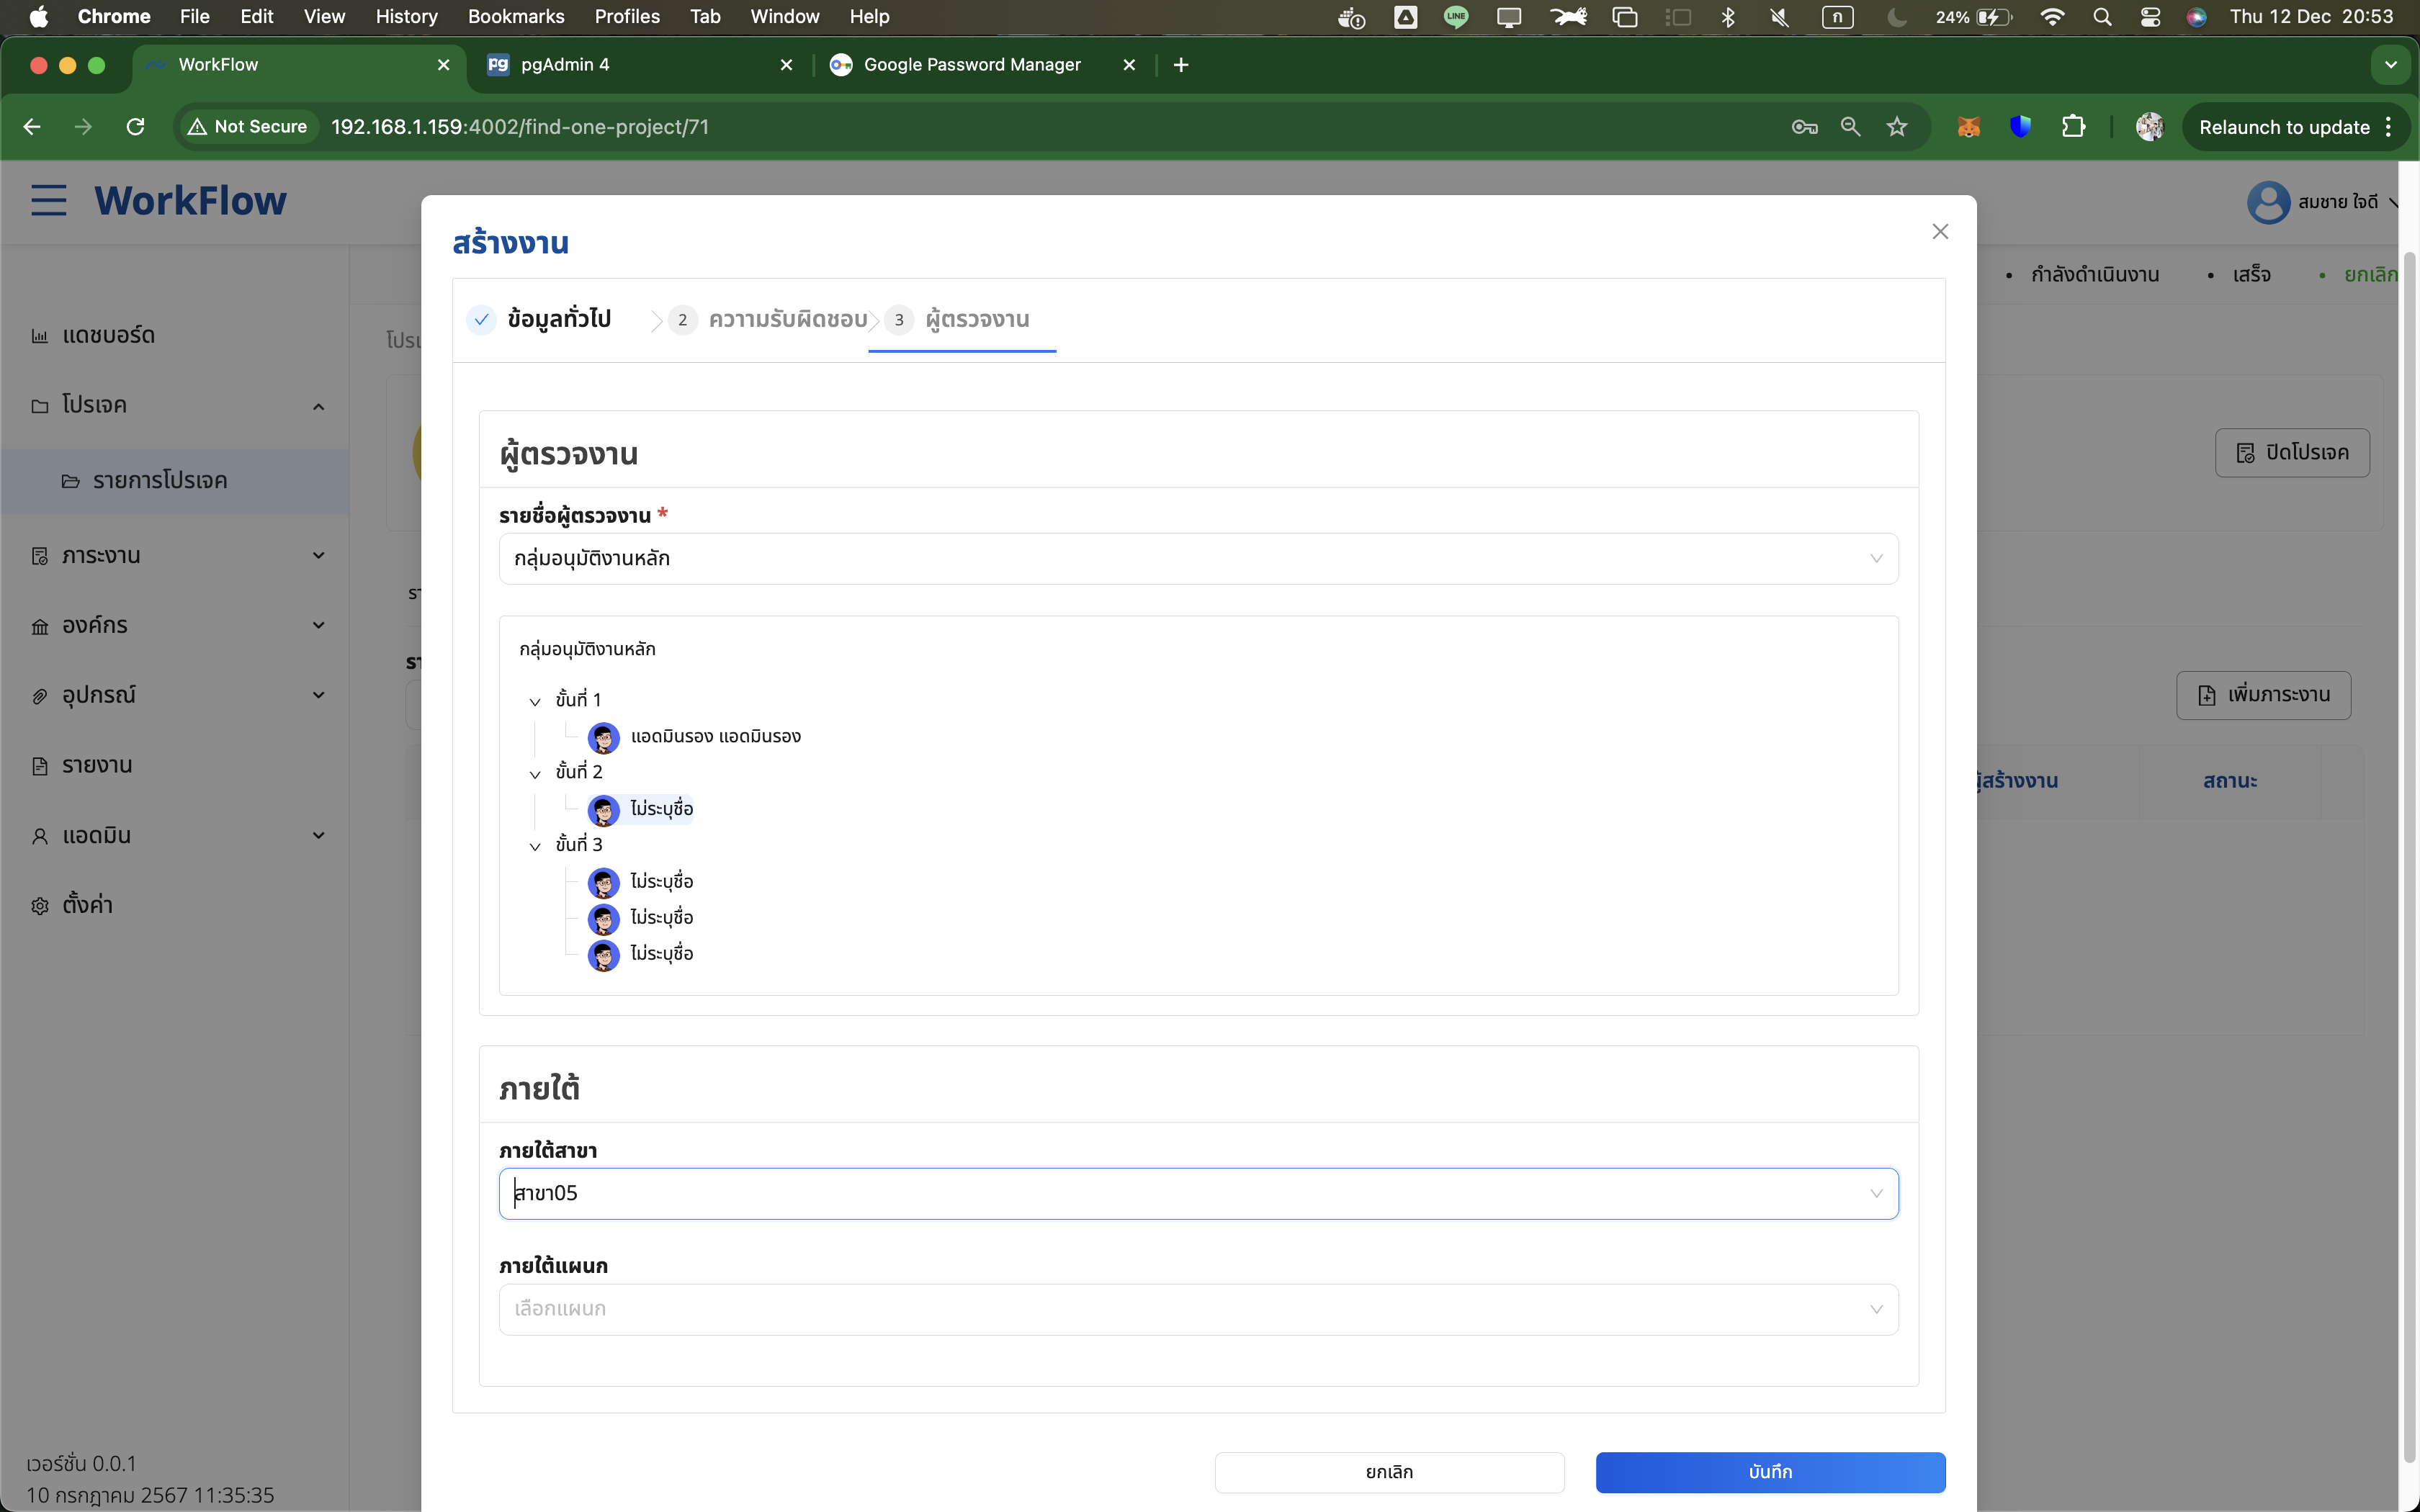 Chrome File Edit View History Bookmarks Profiles Tab Window Help LINE ก 24% Thu 12 Dec 20:53
WorkFlow pgAdmin 4 Google Password Manager
Not Secure 192.168.1.159:4002/find-one-project/71 Relaunch to update
WorkFlow
สมชาย ใจดี
กำลังดำเนินงาน เสร็จ ยกเลิก
แดชบอร์ด
โปรเจค
รายการโปรเจค
ภาระงาน
องค์กร
อุปกรณ์
รายงาน
แอดมิน
ตั้งค่า
เวอร์ชั่น 0.0.1
10 กรกฎาคม 2567 11:35:35
ปิดโปรเจค
เพิ่มภาระงาน
ผู้สร้างงาน สถานะ
สร้างงาน
ข้อมูลทั่วไป 2 ความรับผิดชอบ 3 ผู้ตรวจงาน
ผู้ตรวจงาน
รายชื่อผู้ตรวจงาน *
กลุ่มอนุมัติงานหลัก
กลุ่มอนุมัติงานหลัก
ขั้นที่ 1
แอดมินรอง แอดมินรอง
ขั้นที่ 2
ไม่ระบุชื่อ
ขั้นที่ 3
ไม่ระบุชื่อ
ไม่ระบุชื่อ
ไม่ระบุชื่อ
ภายใต้
ภายใต้สาขา
สาขา05
ภายใต้แผนก
เลือกแผนก
ยกเลิก บันทึก